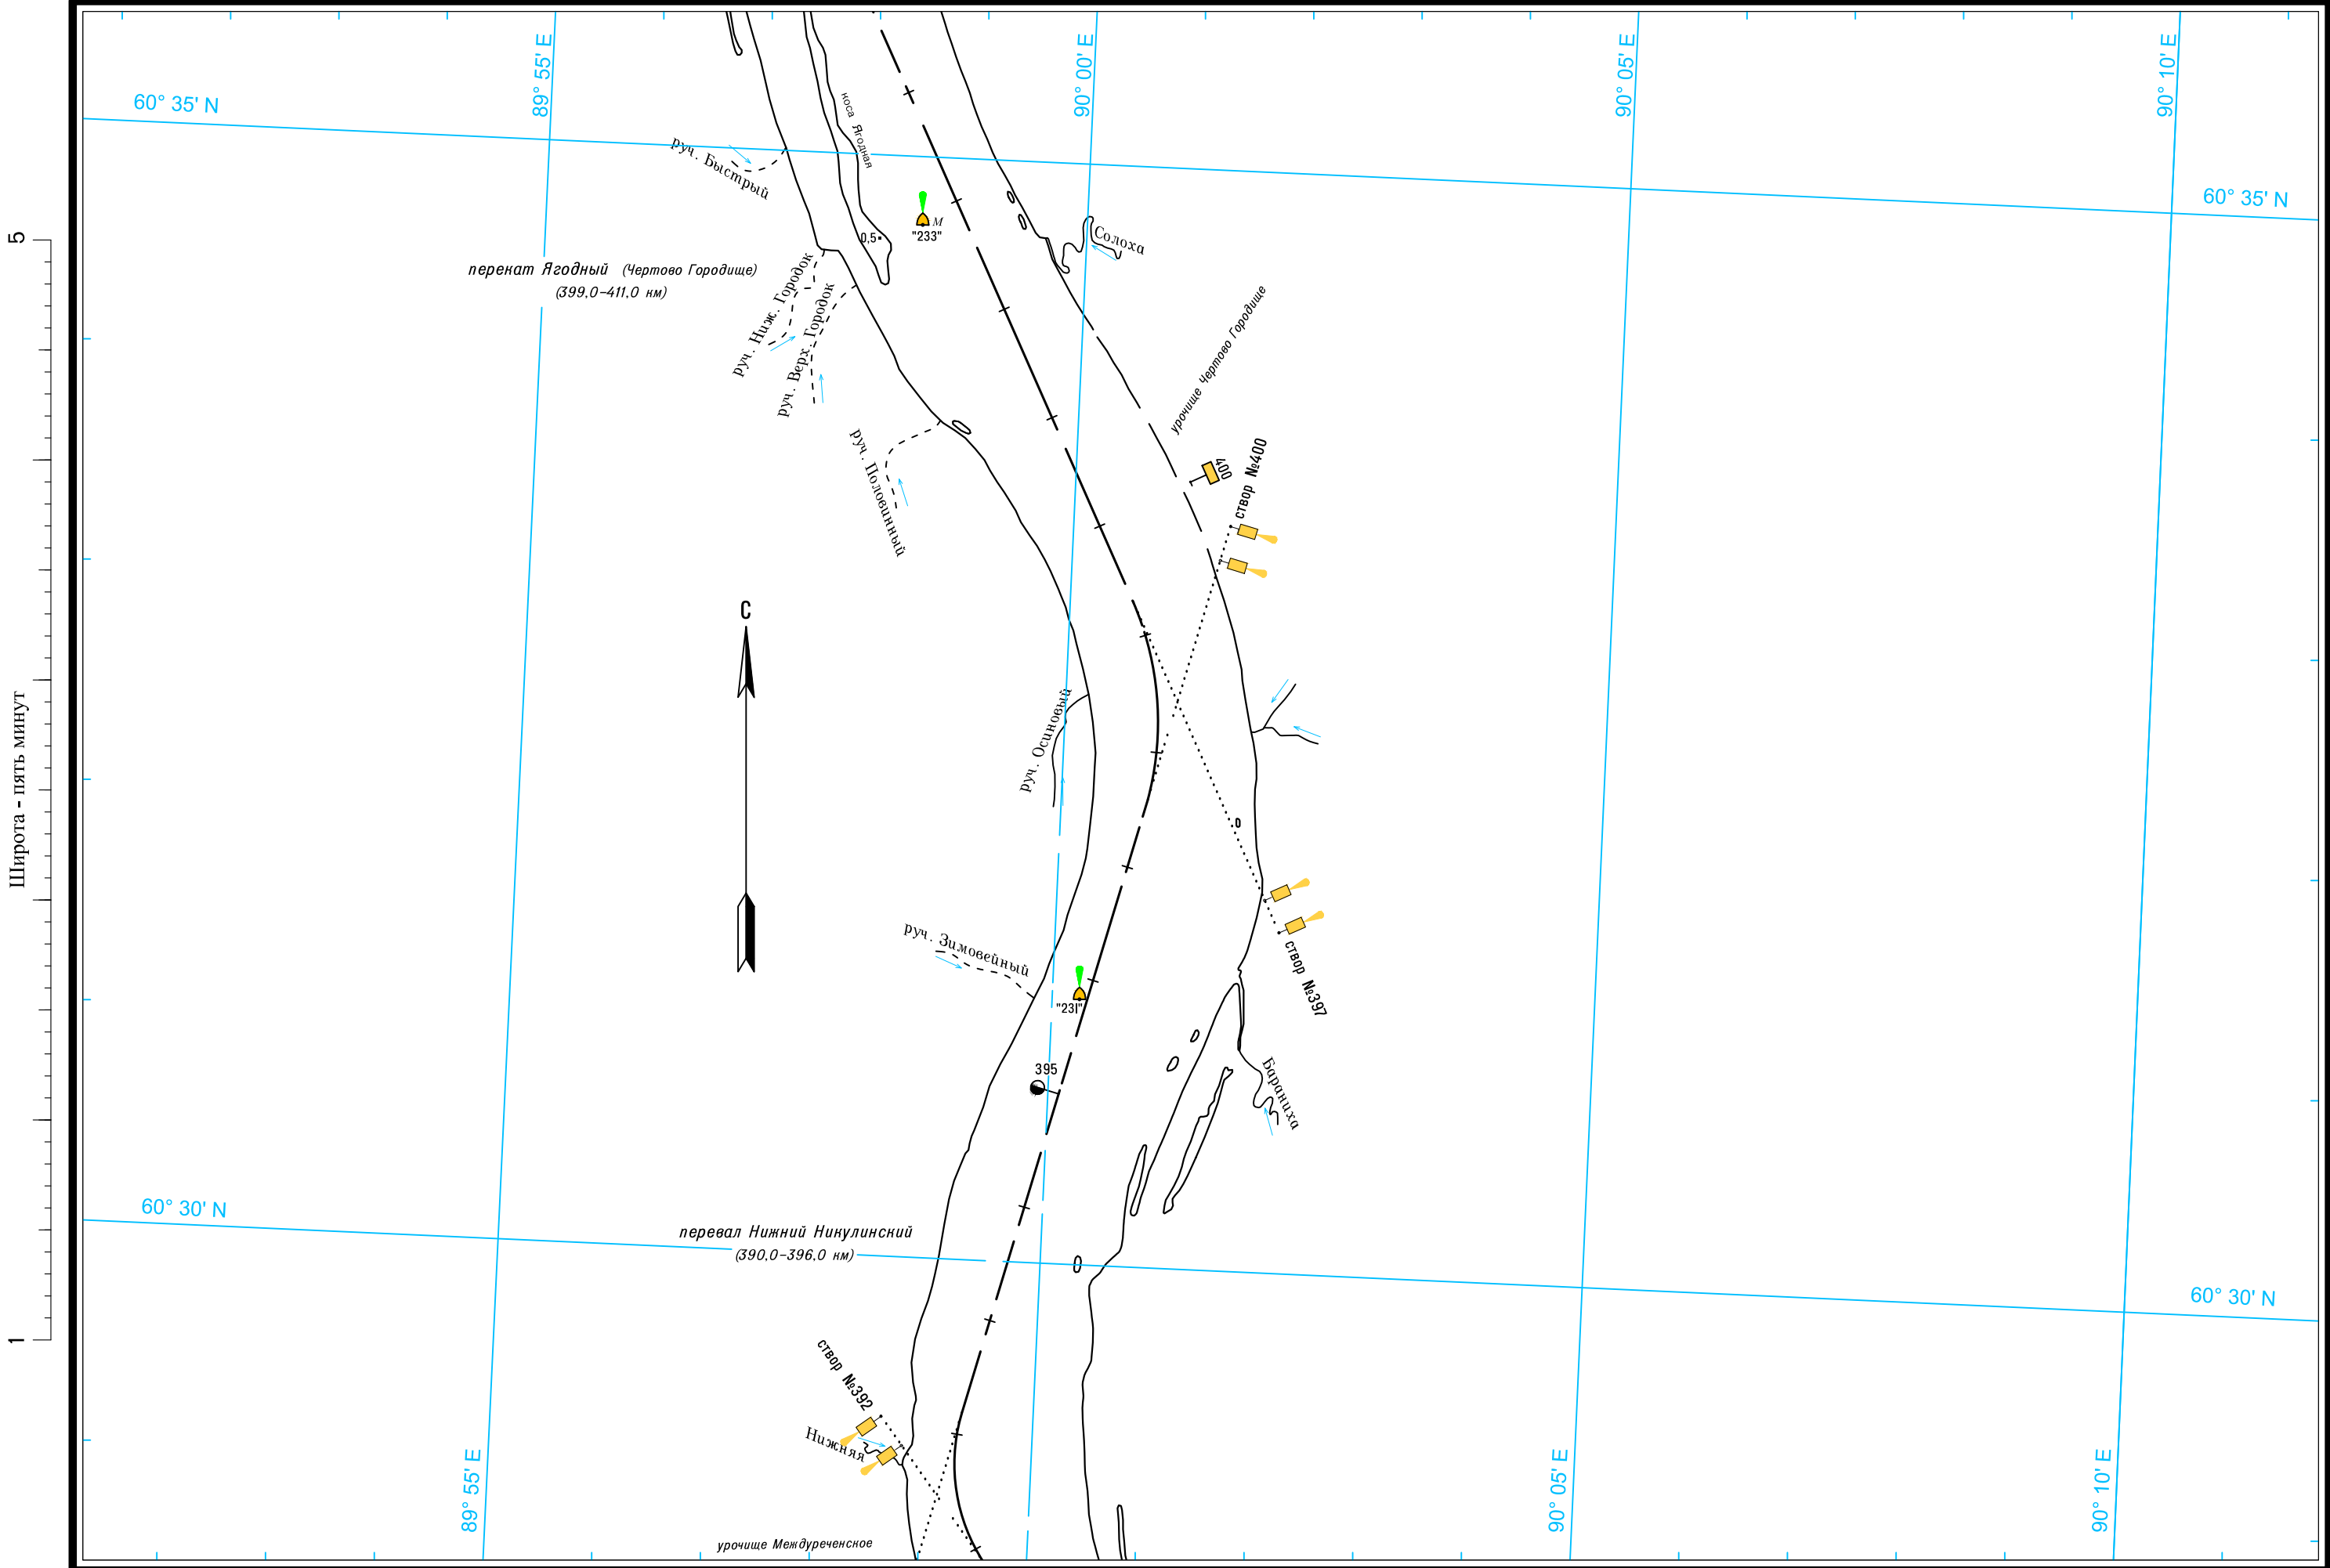 89° 55' E
90° 00' E
90° 05' E
90° 10' E
60° 35' N
60° 35' N
носа Ягодная
руч. Быстрый
5
0,5
М
"233"
Солоха
перекат Ягодный (Чертово Городище)
(399,0-411,0 км)
руч. Ниж. Городок
руч. Верх. Городок
урочище Чертово Городище
руч. Половинный
400
створ №400
С
Широта - пять минут
руч. Осиновый
руч. Зимовейный
створ №397
"231"
395
Бараниха
60° 30' N
перевал Нижний Никулинский
(390,0-396,0 км)
60° 30' N
1
створ №392
Нижняя
89° 55' E
90° 05' E
90° 10' E
урочище Междуреченское